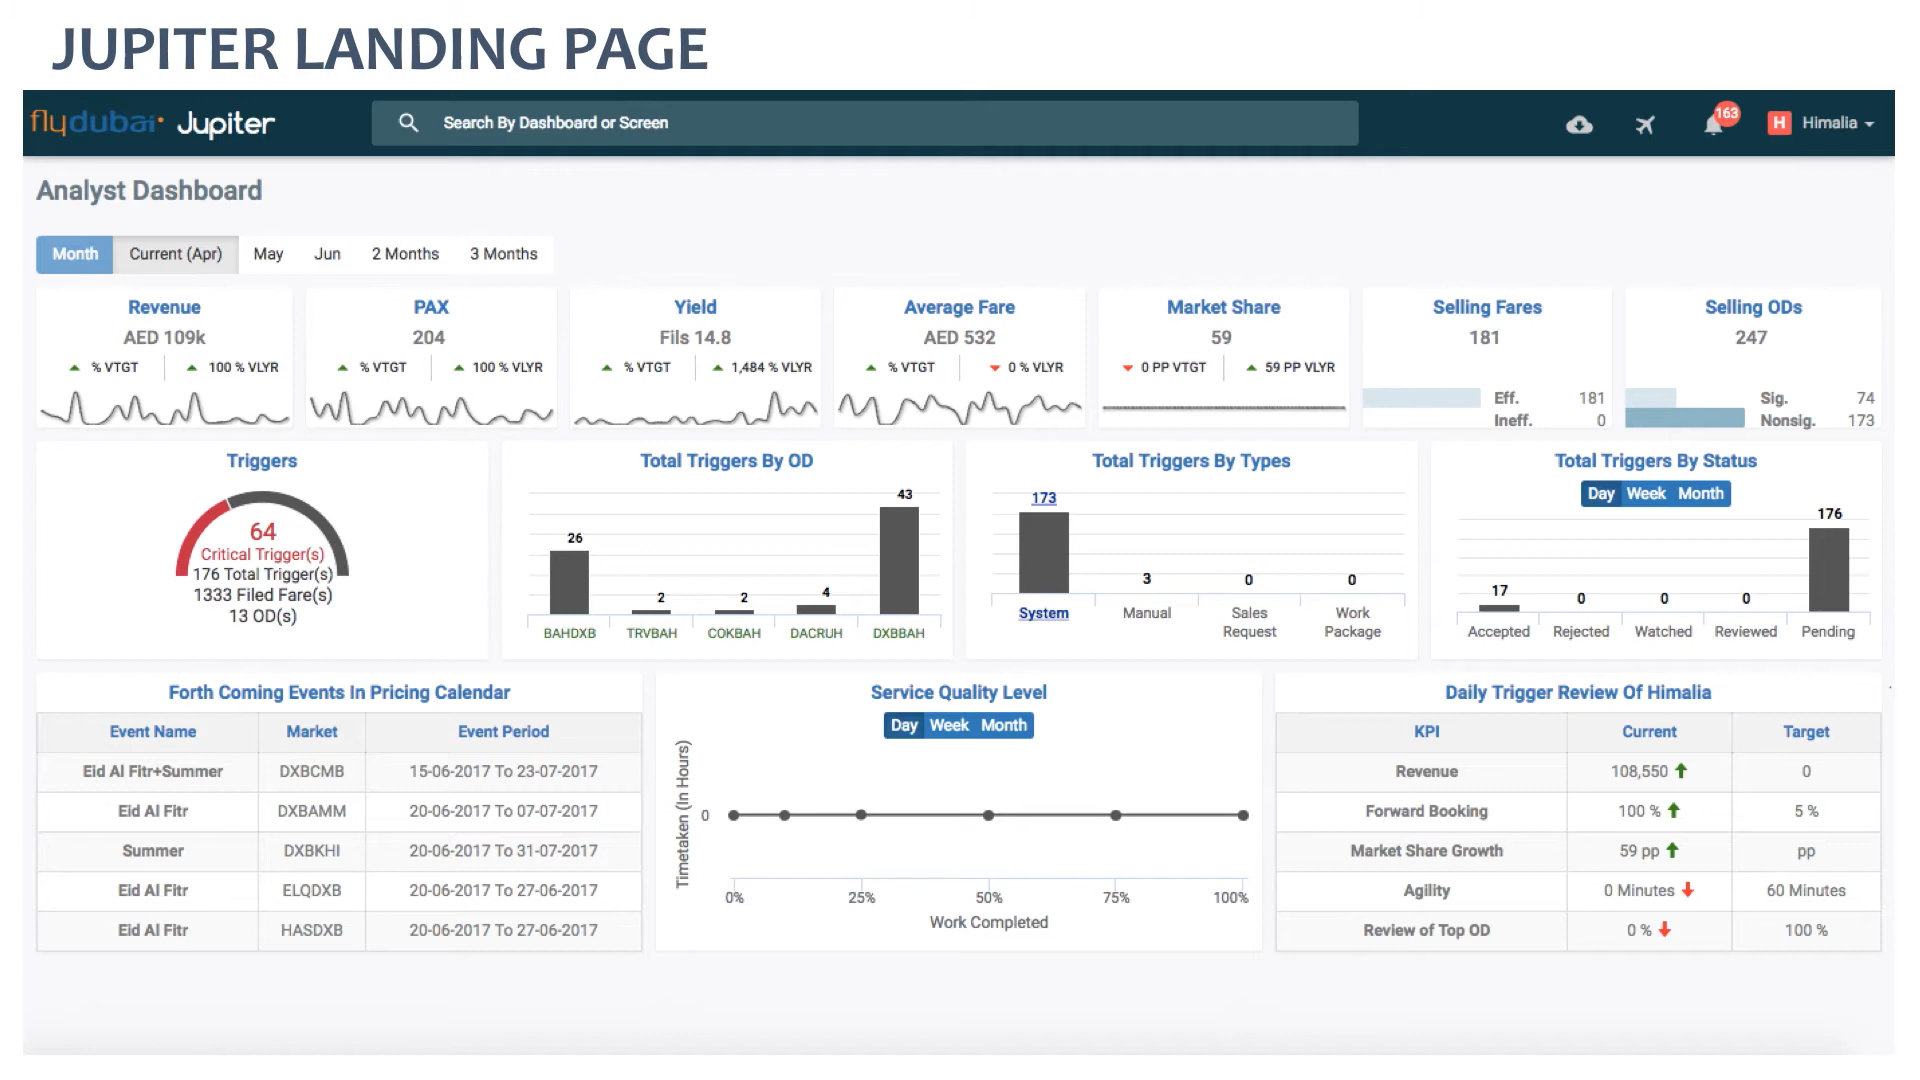 JUPITER LANDING PAGE
flydubai Jupiter
Search By Dashboard or Screen
163
H Himalia
Analyst Dashboard
Month Current (Apr) May Jun 2 Months 3 Months
Revenue
AED 109k
% VTGT 100 % VLYR
PAX
204
% VTGT 100 % VLYR
Yield
Fils 14.8
% VTGT 1,484 % VLYR
Average Fare
AED 532
% VTGT 0 % VLYR
Market Share
59
0 PP VTGT 59 PP VLYR
Selling Fares
181
Eff. 181
Ineff. 0
Selling ODs
247
Sig. 74
Nonsig. 173
Triggers
64
Critical Trigger(s)
176 Total Trigger(s)
1333 Filed Fare(s)
13 OD(s)
Total Triggers By OD
26 2 2 4 43
BAHDXB TRVBAH COKBAH DACRUH DXBBAH
Total Triggers By Types
173 3 0 0
System Manual Sales Request Work Package
Total Triggers By Status
Day Week Month
17 0 0 0 176
Accepted Rejected Watched Reviewed Pending
Forth Coming Events In Pricing Calendar
Event Name Market Event Period
Eid Al Fitr+Summer DXBCMB 15-06-2017 To 23-07-2017
Eid Al Fitr DXBAMM 20-06-2017 To 07-07-2017
Summer DXBKHI 20-06-2017 To 31-07-2017
Eid Al Fitr ELQDXB 20-06-2017 To 27-06-2017
Eid Al Fitr HASDXB 20-06-2017 To 27-06-2017
Service Quality Level
Day Week Month
Timetaken (In Hours)
0
0% 25% 50% 75% 100%
Work Completed
Daily Trigger Review Of Himalia
KPI Current Target
Revenue 108,550 0
Forward Booking 100 % 5 %
Market Share Growth 59 pp pp
Agility 0 Minutes 60 Minutes
Review of Top OD 0 % 100 %